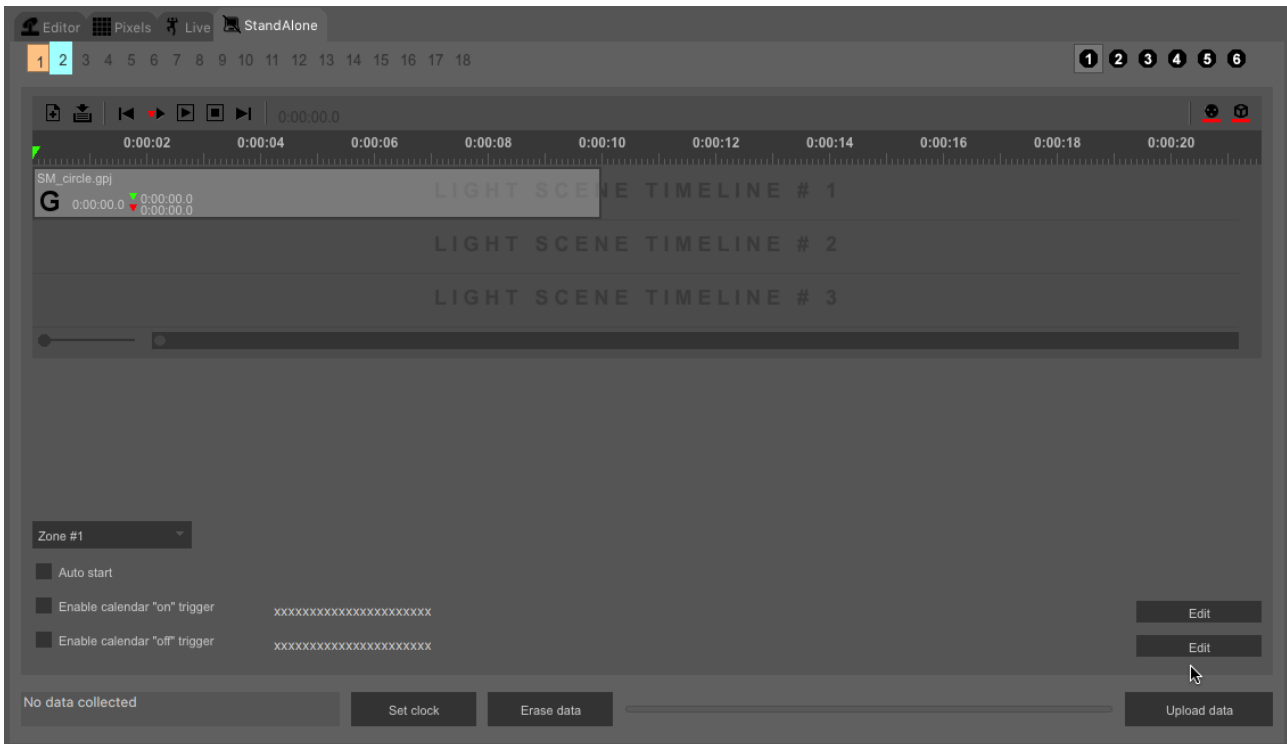 Editor Pixels Live StandAlone
1 2 3 4 5 6 7 8 9 10 11 12 13 14 15 16 17 18 1 2 3 4 5 6
0:00:00.0
0:00:02 0:00:04 0:00:06 0:00:08 0:00:10 0:00:12 0:00:14 0:00:16 0:00:18 0:00:20
SM_circle.gpj
LIGHT SCENE TIMELINE # 1
G 0:00:00.0 0:00:00.0
0:00:00.0
LIGHT SCENE TIMELINE # 2
LIGHT SCENE TIMELINE # 3
Zone #1
Auto start
Enable calendar "on" trigger xxxxxxxxxxxxxxxxxxxxxx Edit
Enable calendar "off" trigger xxxxxxxxxxxxxxxxxxxxxx Edit
No data collected Set clock Erase data Upload data